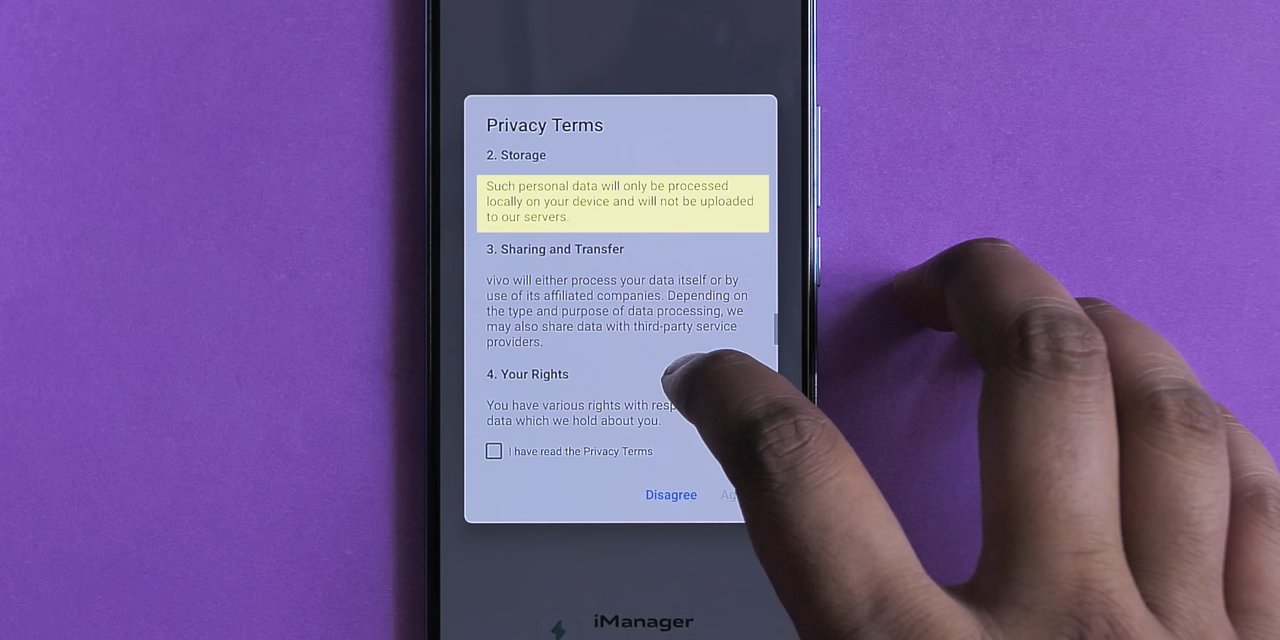 Privacy Terms
2. Storage
Such personal data will only be processed
locally on your device and will not be uploaded
to our servers.
3. Sharing and Transfer
vivo will either process your data itself or by
use of its affiliated companies. Depending on
the type and purpose of data processing, we
may also share data with third-party service
providers.
4. Your Rights
You have various rights with
data which we hold about you.
I have read the Privacy Terms
Disagree
iManager